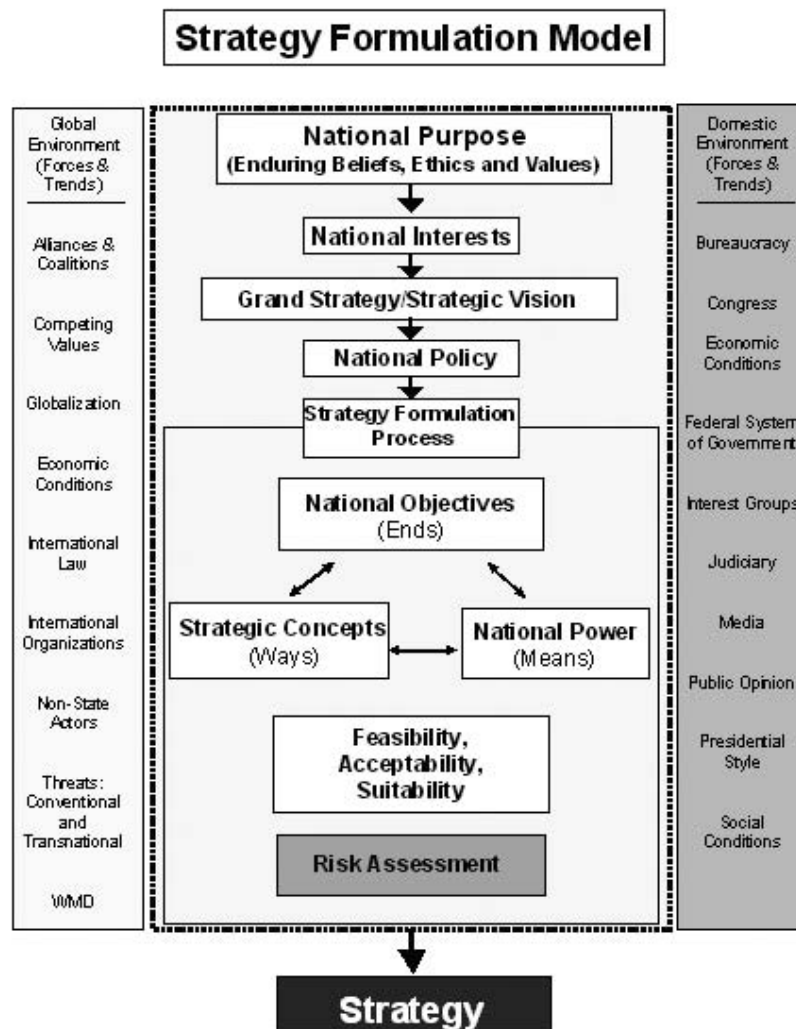 Strategy Formulation Model
Global
Environment
(Forces &
Trends)
Alliances &
Coalitions
Competing
Values
Globalization
Economic
Conditions
International
Law
International
Organizations
Non-State
Actors
Threats:
Conventional
and
Transnational
WMD
National Purpose
(Enduring Beliefs, Ethics and Values)
National Interests
Grand Strategy/Strategic Vision
National Policy
Strategy Formulation
Process
National Objectives
(Ends)
Strategic Concepts
(Ways)
National Power
(Means)
Feasibility,
Acceptability,
Suitability
Risk Assessment
Strategy
Domestic
Environment
(Forces &
Trends)
Bureaucracy
Congress
Economic
Conditions
Federal System
of Government
Interest Groups
Judiciary
Media
Public Opinion
Presidential
Style
Social
Conditions